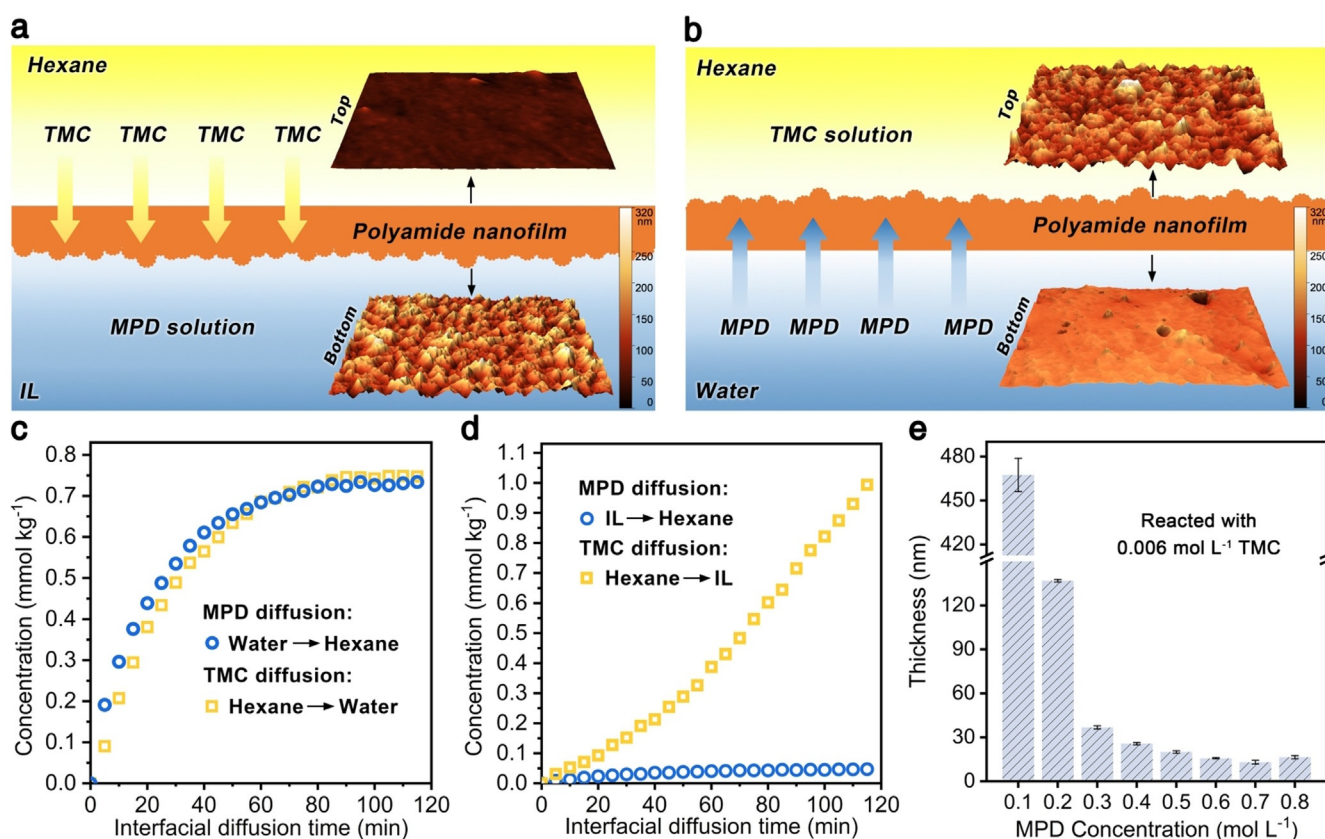 a
Hexane
TMC TMC TMC TMC
Top
Polyamide nanofilm
MPD solution
Bottom
IL
320
nm
250
200
150
100
50
0
b
Hexane
TMC solution
Top
Polyamide nanofilm
MPD MPD MPD MPD
Bottom
Water
320
nm
250
200
150
100
50
0
c
Concentration (mmol kg⁻¹)
0.8
0.7
0.6
0.5
0.4
0.3
0.2
0.1
0.0
MPD diffusion:
Water → Hexane
TMC diffusion:
Hexane → Water
0 20 40 60 80 100 120
Interfacial diffusion time (min)
d
Concentration (mmol kg⁻¹)
1.1
1.0
0.9
0.8
0.7
0.6
0.5
0.4
0.3
0.2
0.1
0.0
MPD diffusion:
IL → Hexane
TMC diffusion:
Hexane → IL
0 20 40 60 80 100 120
Interfacial diffusion time (min)
e
Thickness (nm)
480
450
420
120
90
60
30
0
Reacted with
0.006 mol L⁻¹ TMC
0.1 0.2 0.3 0.4 0.5 0.6 0.7 0.8
MPD Concentration (mol L⁻¹)